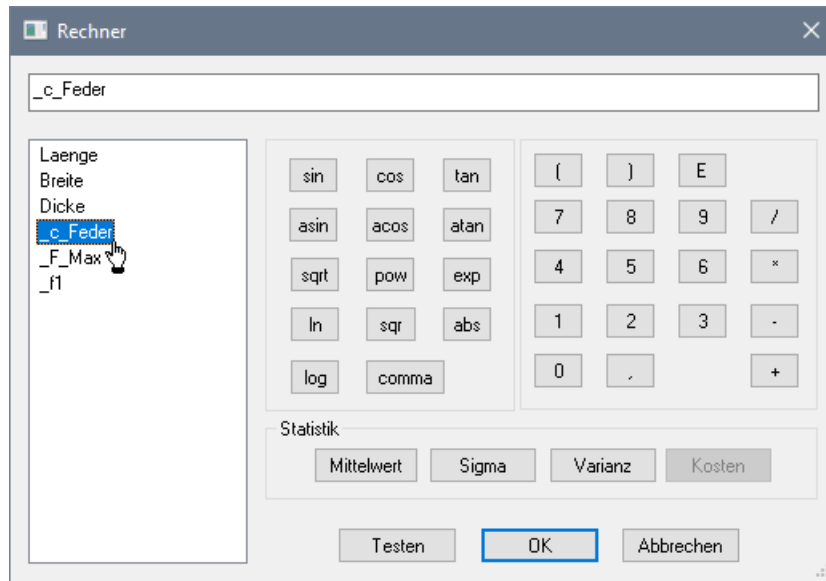 Rechner
_c_Feder
Laenge
Breite
Dicke
_c_Feder
_F_Max
_f1
sin cos tan
asin acos atan
sqrt pow exp
ln sqr abs
log comma
( ) E
7 8 9 /
4 5 6 *
1 2 3 -
0 , +
Statistik
Mittelwert Sigma Varianz Kosten
Testen OK Abbrechen